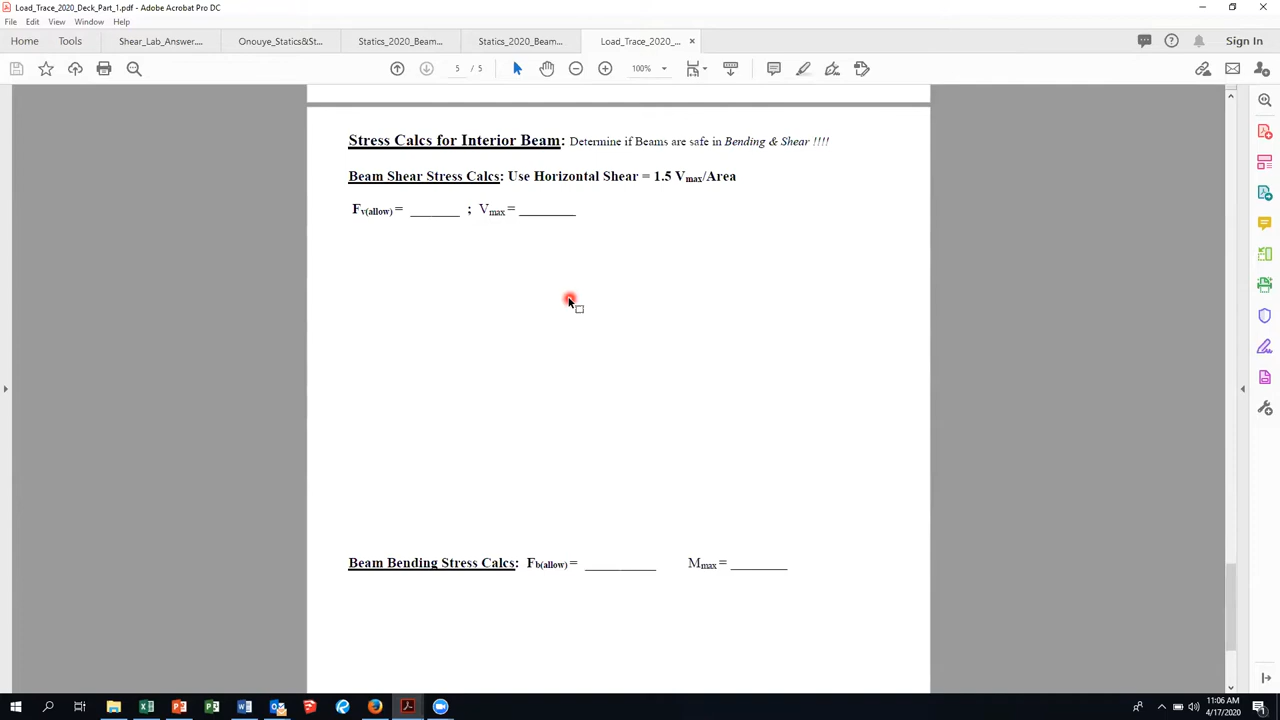 Load_Trace_2020_Deck_Part_1.pdf - Adobe Acrobat Pro DC
File Edit View Window Help
Home Tools Shear_Lab_Answer.... Onouye_Statics&St... Statics_2020_Beam... Statics_2020_Beam... Load_Trace_2020_... × Sign In
5 / 5 100%
Stress Calcs for Interior Beam: Determine if Beams are safe in Bending & Shear !!!!
Beam Shear Stress Calcs: Use Horizontal Shear = 1.5 Vmax/Area
Fv(allow) = _______ ; Vmax = ________
Beam Bending Stress Calcs: Fb(allow) = __________ Mmax = ________
11:06 AM
4/17/2020